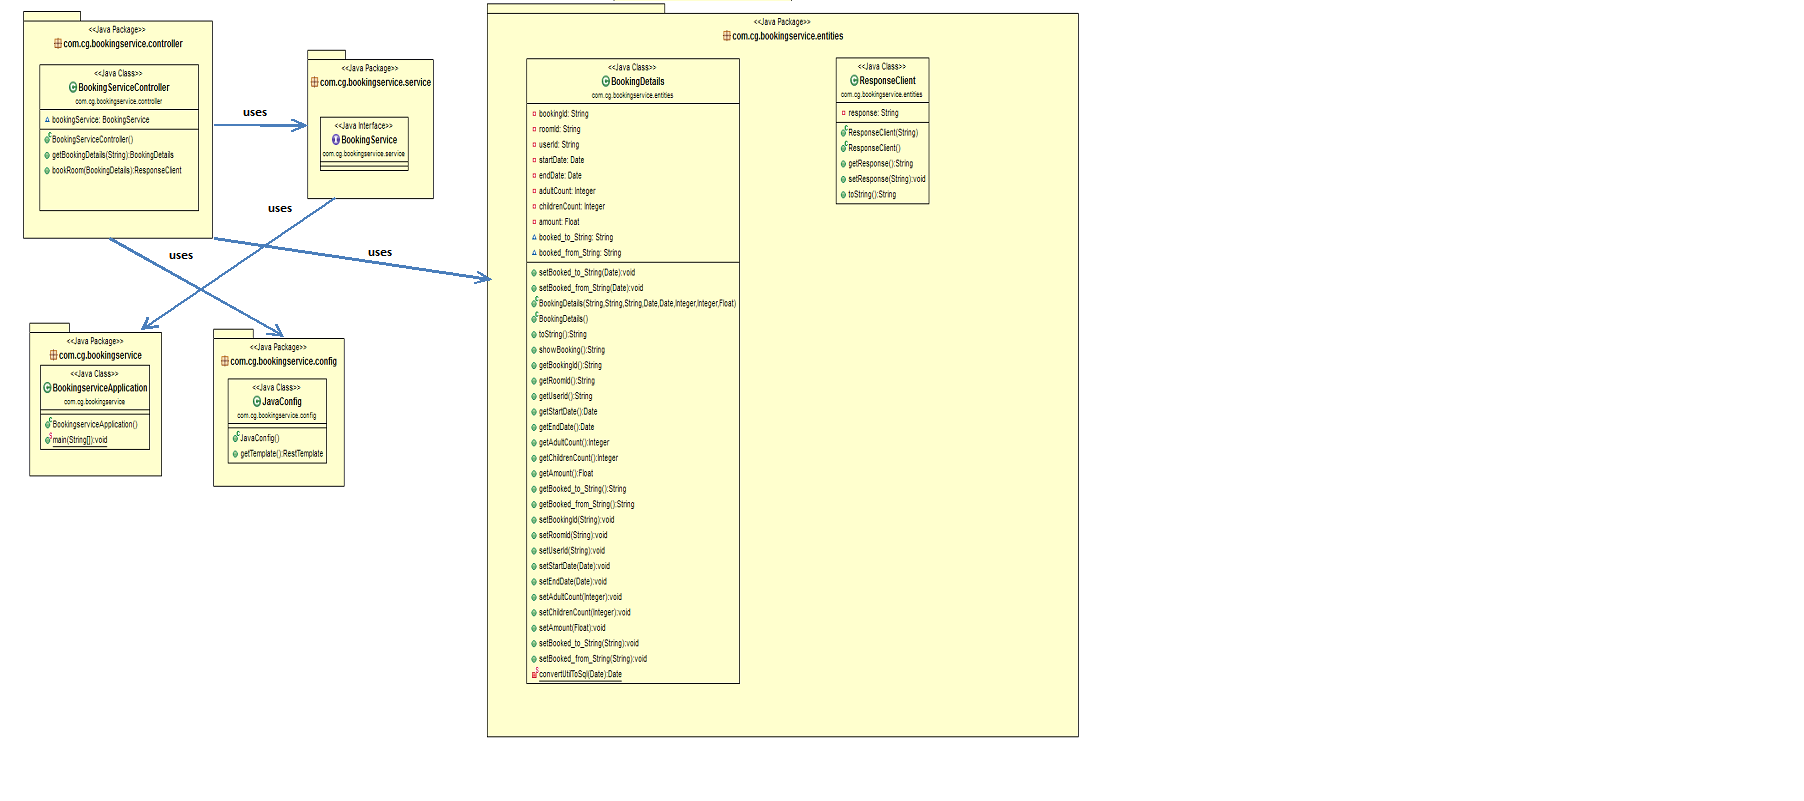 <<Java Package>>
com.cg.bookingservice.controller
<<Java Class>>
BookingServiceController
com.cg.bookingservice.controller
bookingService: BookingService
BookingServiceController()
getBookingDetails(String):BookingDetails
bookRoom(BookingDetails):ResponseClient
uses
<<Java Package>>
com.cg.bookingservice.service
<<Java Interface>>
BookingService
com.cg.bookingservice.service
uses
uses
uses
<<Java Package>>
com.cg.bookingservice
<<Java Class>>
BookingserviceApplication
com.cg.bookingservice
BookingserviceApplication()
main(String[]):void
<<Java Package>>
com.cg.bookingservice.config
<<Java Class>>
JavaConfig
com.cg.bookingservice.config
JavaConfig()
getTemplate():RestTemplate
<<Java Package>>
com.cg.bookingservice.entities
<<Java Class>>
BookingDetails
com.cg.bookingservice.entities
bookingId: String
roomId: String
userId: String
startDate: Date
endDate: Date
adultCount: Integer
childrenCount: Integer
amount: Float
booked_to_String: String
booked_from_String: String
setBooked_to_String(Date):void
setBooked_from_String(Date):void
BookingDetails(String,String,String,Date,Date,Integer,Integer,Float)
BookingDetails()
toString():String
showBooking():String
getBookingId():String
getRoomId():String
getUserId():String
getStartDate():Date
getEndDate():Date
getAdultCount():Integer
getChildrenCount():Integer
getAmount():Float
getBooked_to_String():String
getBooked_from_String():String
setBookingId(String):void
setRoomId(String):void
setUserId(String):void
setStartDate(Date):void
setEndDate(Date):void
setAdultCount(Integer):void
setChildrenCount(Integer):void
setAmount(Float):void
setBooked_to_String(String):void
setBooked_from_String(String):void
convertUtilToSql(Date):Date
<<Java Class>>
ResponseClient
com.cg.bookingservice.entities
response: String
ResponseClient(String)
ResponseClient()
getResponse():String
setResponse(String):void
toString():String